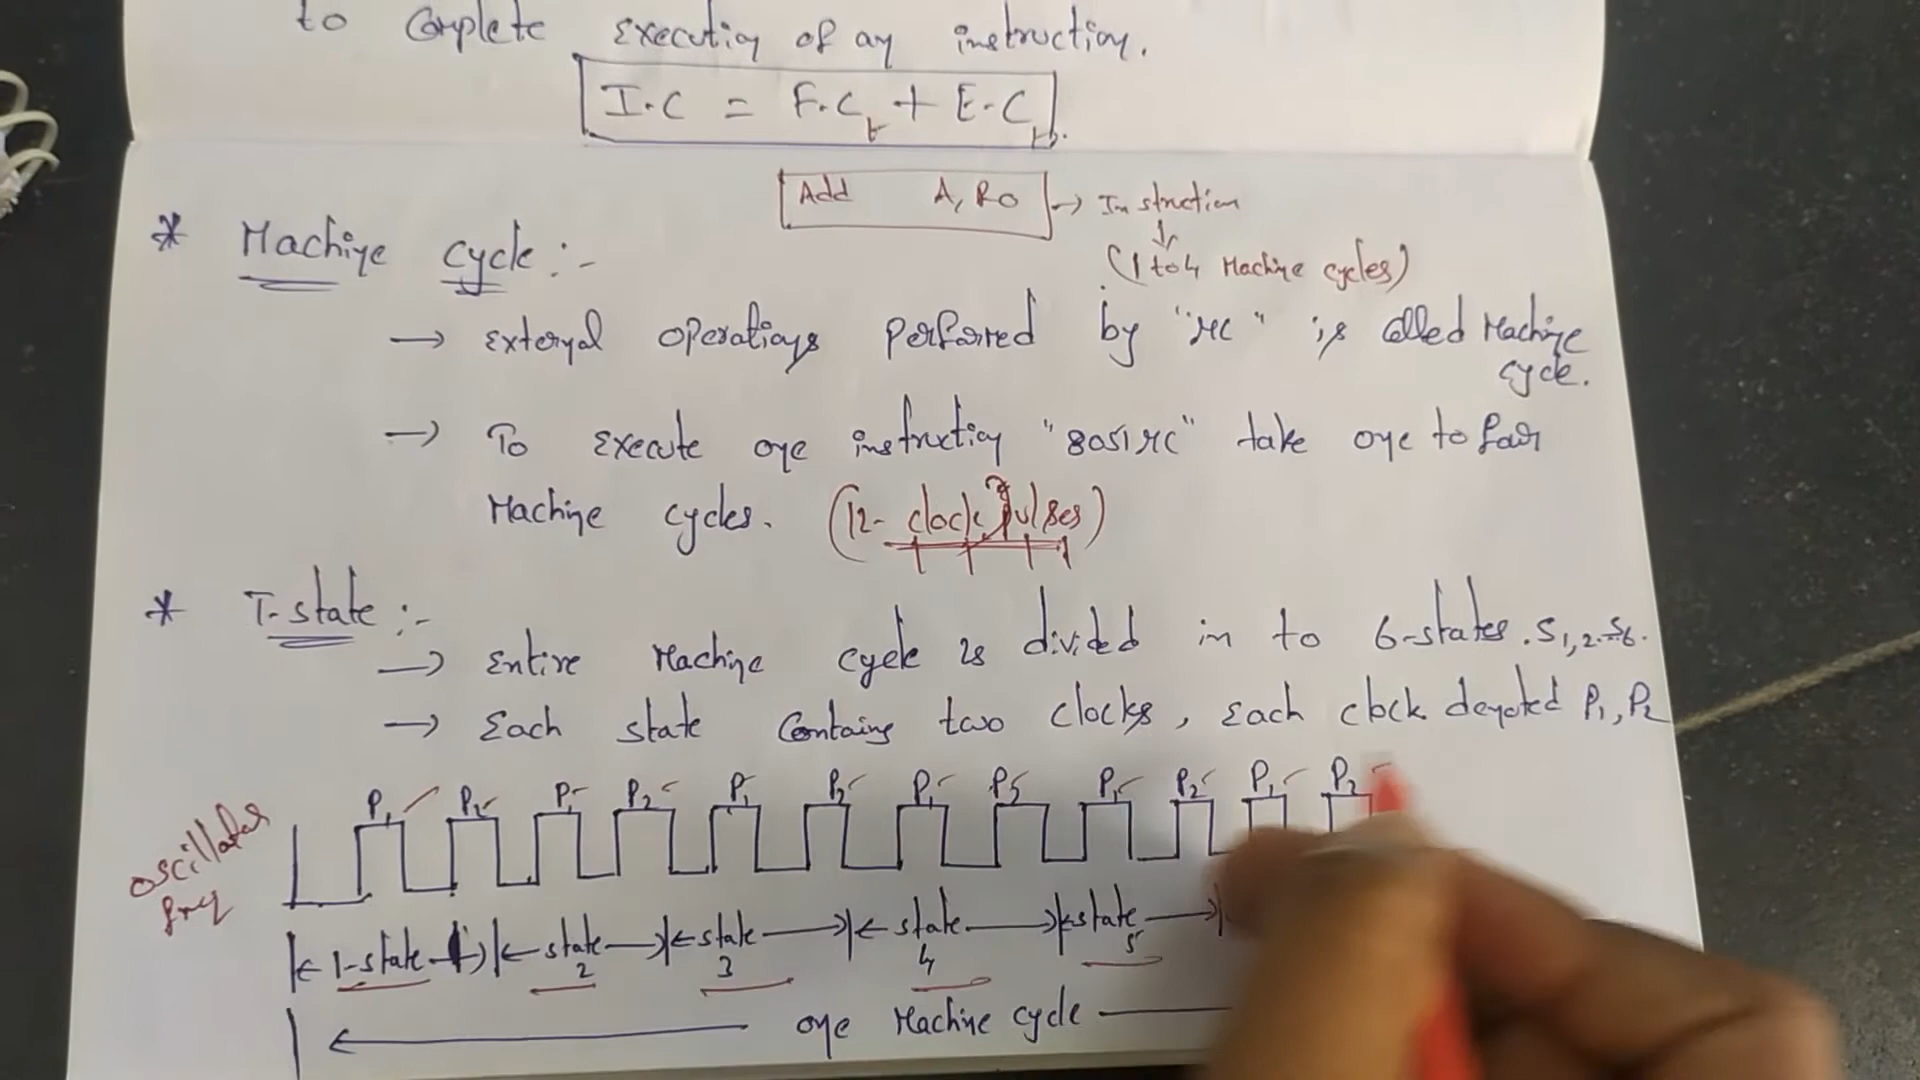 to complete execution of an instruction.
I.C = F.Ct + E.Ct.
Add A, R0 → Instruction
(1 to 4 Machine cycles)
* Machine cycle :-
→ External operations performed by "μC" is called Machine
cycle.
→ To Execute one instruction "8051 μC" take one to four
Machine cycles. (12- clock pulses)
* T-state :-
→ Entire Machine cycle is divided in to 6-states. S1,2..S6.
→ Each state Contains two clocks, Each clock denoted P1, P2
P1 P2 P1 P2 P1 P2 P1 P2 P1 P2 P1 P2
oscillator
freq
1-state state 2 state 3 state 4 state 5
one Machine cycle